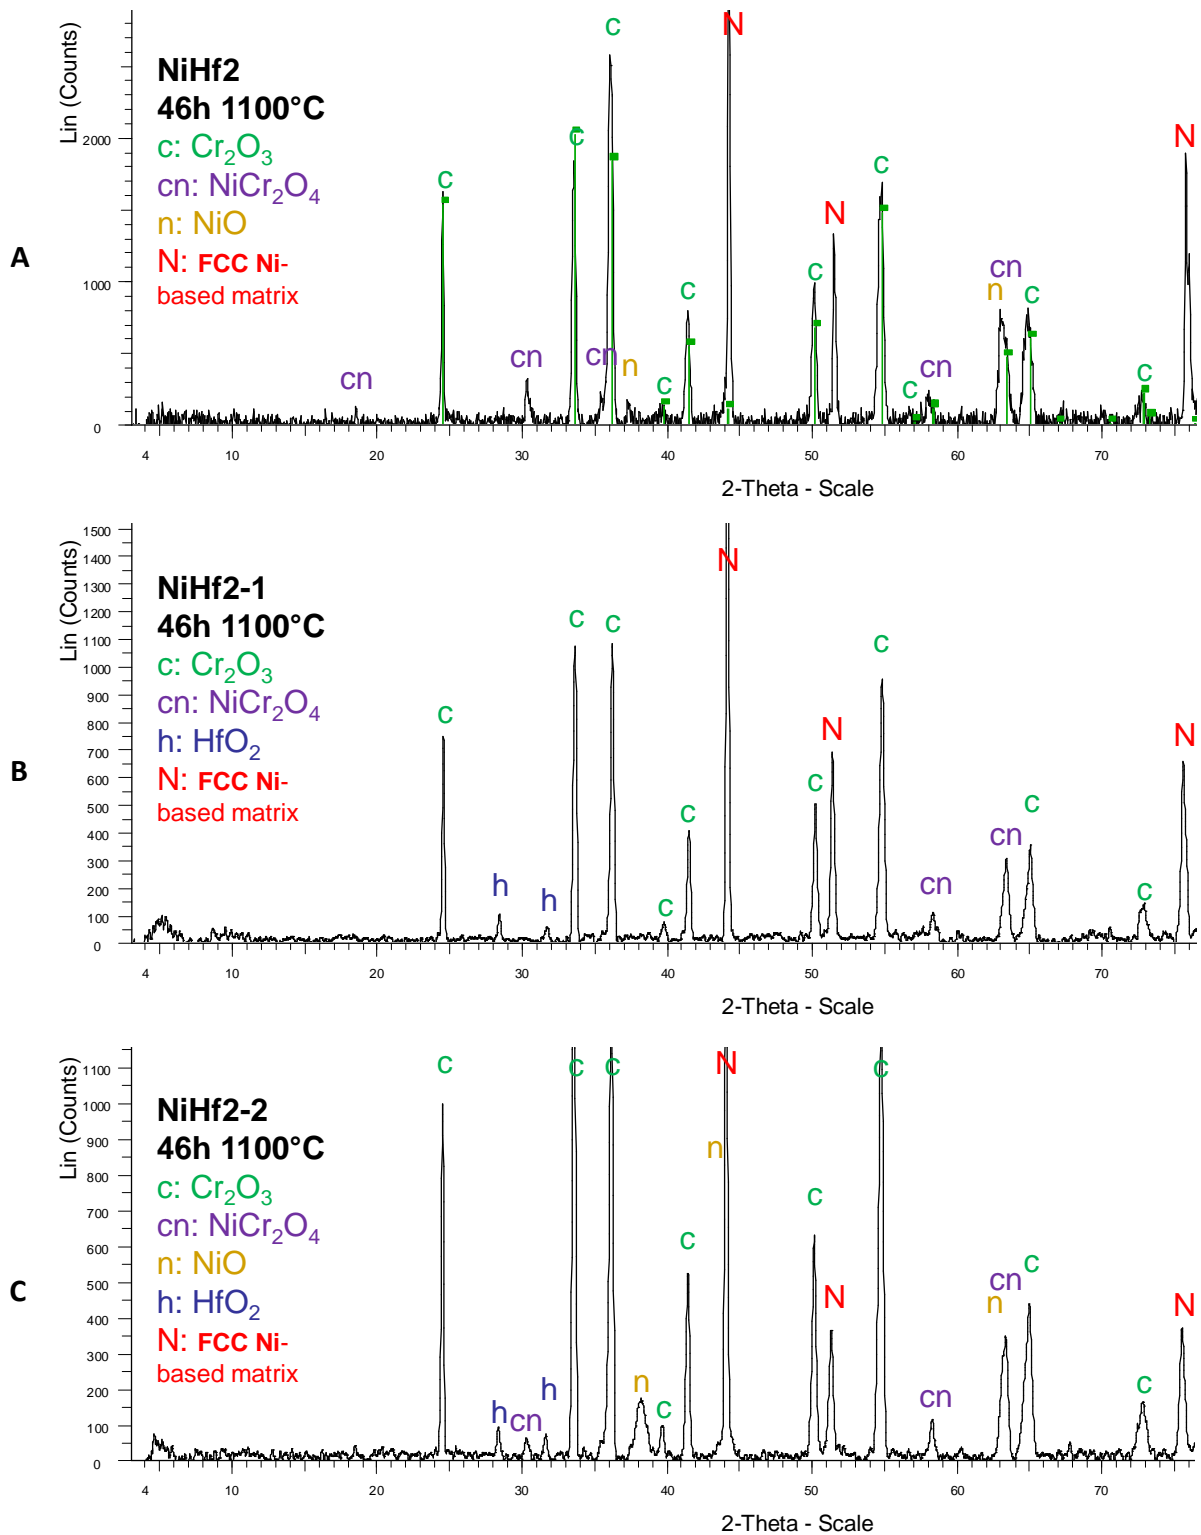 A
Lin (Counts)
2000
1000
0
NiHf2
46h 1100°C
c: Cr₂O₃
cn: NiCr₂O₄
n: NiO
N: FCC Ni-
based matrix
cn
c
cn
c
cn
c
n
c
c
N
c
N
c
c
cn
cn
n
c
c
N
4 10 20 30 40 50 60 70
2-Theta - Scale
B
Lin (Counts)
1500
1400
1300
1200
1100
1000
900
800
700
600
500
400
300
200
100
0
NiHf2-1
46h 1100°C
c: Cr₂O₃
cn: NiCr₂O₄
h: HfO₂
N: FCC Ni-
based matrix
c
h
h
c
c
c
c
N
c
N
c
cn
cn
c
c
N
4 10 20 30 40 50 60 70
2-Theta - Scale
C
Lin (Counts)
1100
1000
900
800
700
600
500
400
300
200
100
0
NiHf2-2
46h 1100°C
c: Cr₂O₃
cn: NiCr₂O₄
n: NiO
h: HfO₂
N: FCC Ni-
based matrix
c
h
cn
h
c
c
n
c
c
n
N
c
N
c
cn
n
cn
c
c
N
4 10 20 30 40 50 60 70
2-Theta - Scale